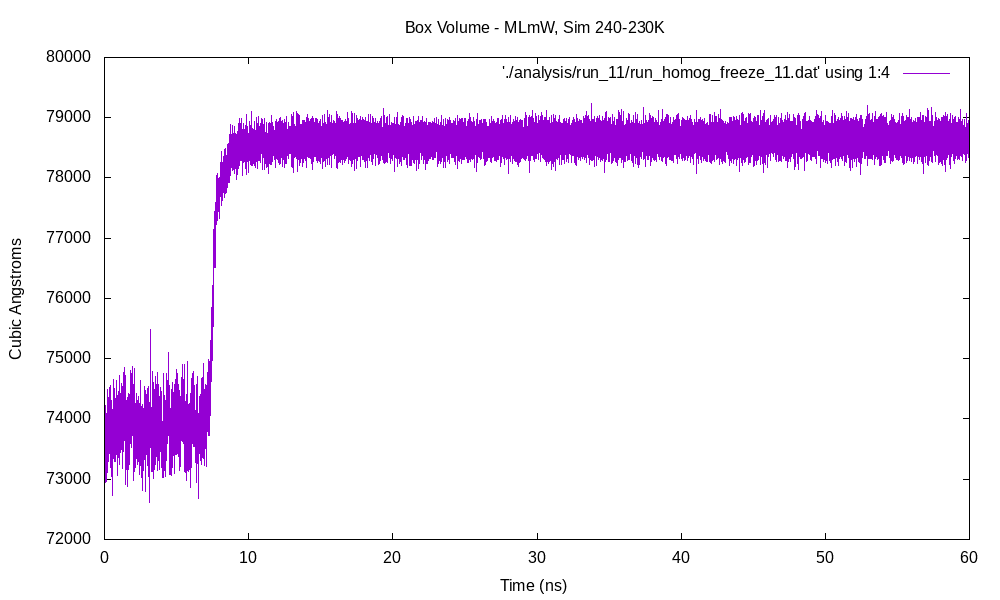 Box Volume - MLmW, Sim 240-230K
'./analysis/run_11/run_homog_freeze_11.dat' using 1:4
80000
79000
78000
77000
76000
75000
74000
73000
72000
Cubic Angstroms
0 10 20 30 40 50 60
Time (ns)